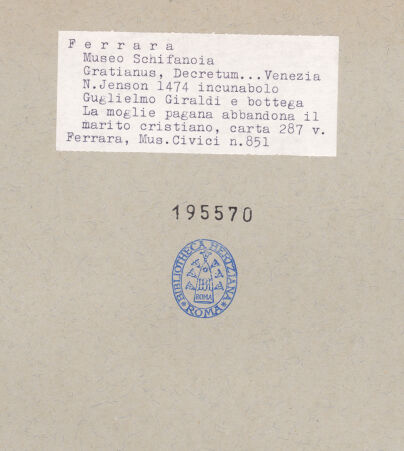 Ferrara
Museo Schifanoia
Gratianus, Decretum...Venezia
N.Jenson 1474 incunabolo
Guglielmo Giraldi e bottega
La moglie pagana abbandona il
marito cristiano, carta 287 v.
Ferrara, Mus.Civici n.851
195570
BIBLIOTHECA HERTZIANA
ROMA
ROMA